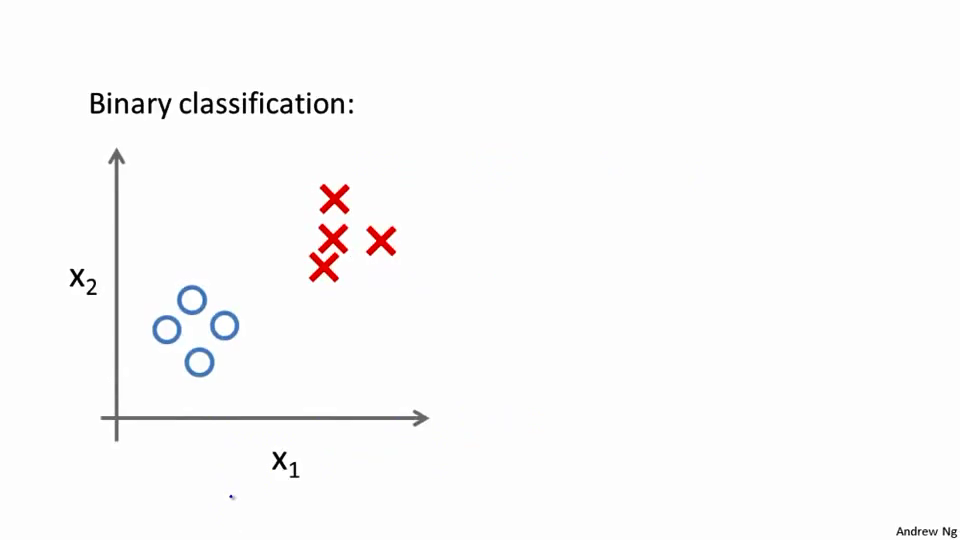 Binary classification:
x₂
x₁
Andrew Ng